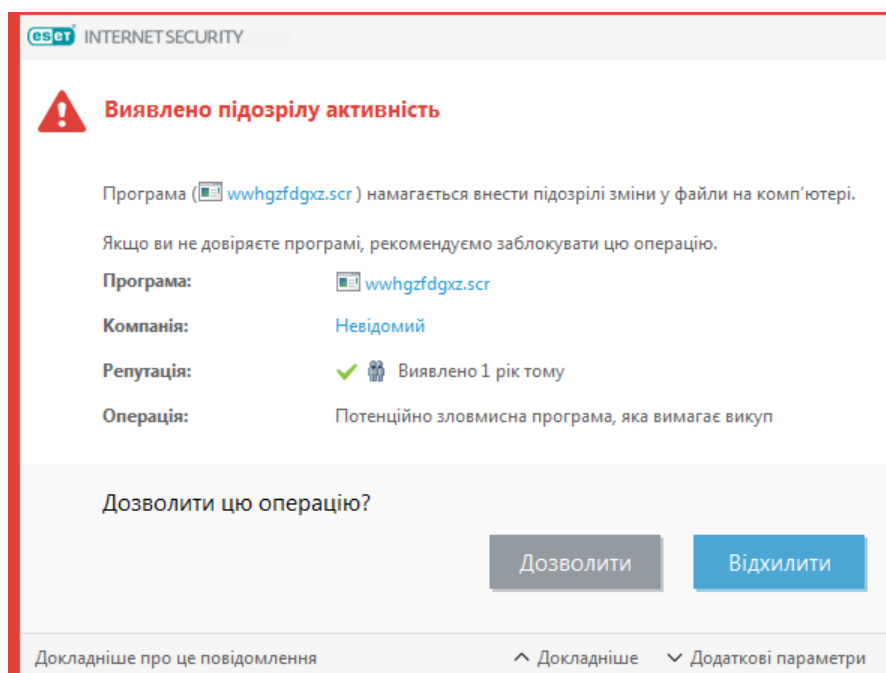 eset INTERNET SECURITY
Виявлено підозрілу активність
Програма ( wwhgzfdgxz.scr ) намагається внести підозрілі зміни у файли на комп'ютері.
Якщо ви не довіряєте програмі, рекомендуємо заблокувати цю операцію.
Програма: wwhgzfdgxz.scr
Компанія: Невідомий
Репутація: Виявлено 1 рік тому
Операція: Потенційно зловмисна програма, яка вимагає викуп
Дозволити цю операцію?
Дозволити Відхилити
Докладніше про це повідомлення Докладніше Додаткові параметри